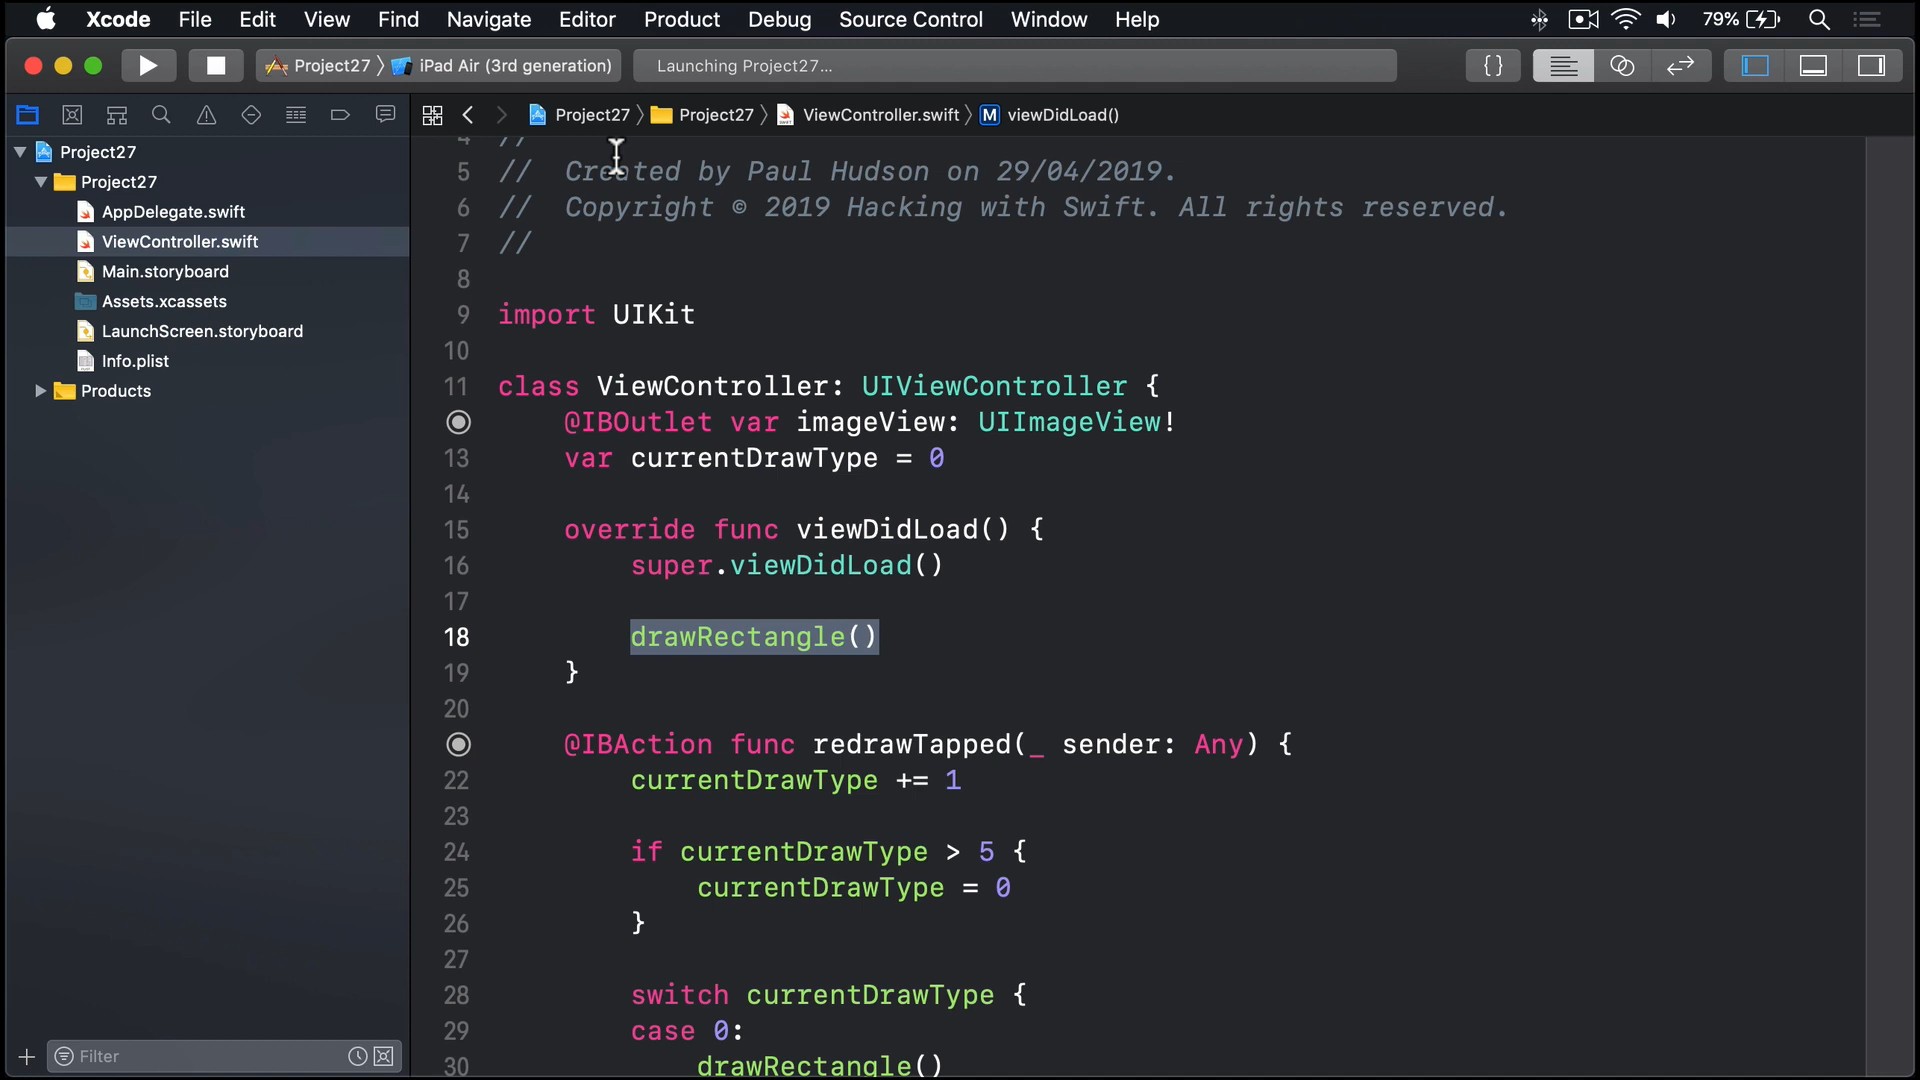 Xcode File Edit View Find Navigate Editor Product Debug Source Control Window Help 79%
Project27 iPad Air (3rd generation) Launching Project27... {}
Project27 Project27 ViewController.swift M viewDidLoad()
Project27
Project27
AppDelegate.swift
ViewController.swift
Main.storyboard
Assets.xcassets
LaunchScreen.storyboard
Info.plist
Products
Filter
4 //
5 // Created by Paul Hudson on 29/04/2019.
6 // Copyright © 2019 Hacking with Swift. All rights reserved.
7 //
8
9 import UIKit
10
11 class ViewController: UIViewController {
@IBOutlet var imageView: UIImageView!
13 var currentDrawType = 0
14
15 override func viewDidLoad() {
16 super.viewDidLoad()
17
18 drawRectangle()
19 }
20
@IBAction func redrawTapped(_ sender: Any) {
22 currentDrawType += 1
23
24 if currentDrawType > 5 {
25 currentDrawType = 0
26 }
27
28 switch currentDrawType {
29 case 0:
30 drawRectangle()